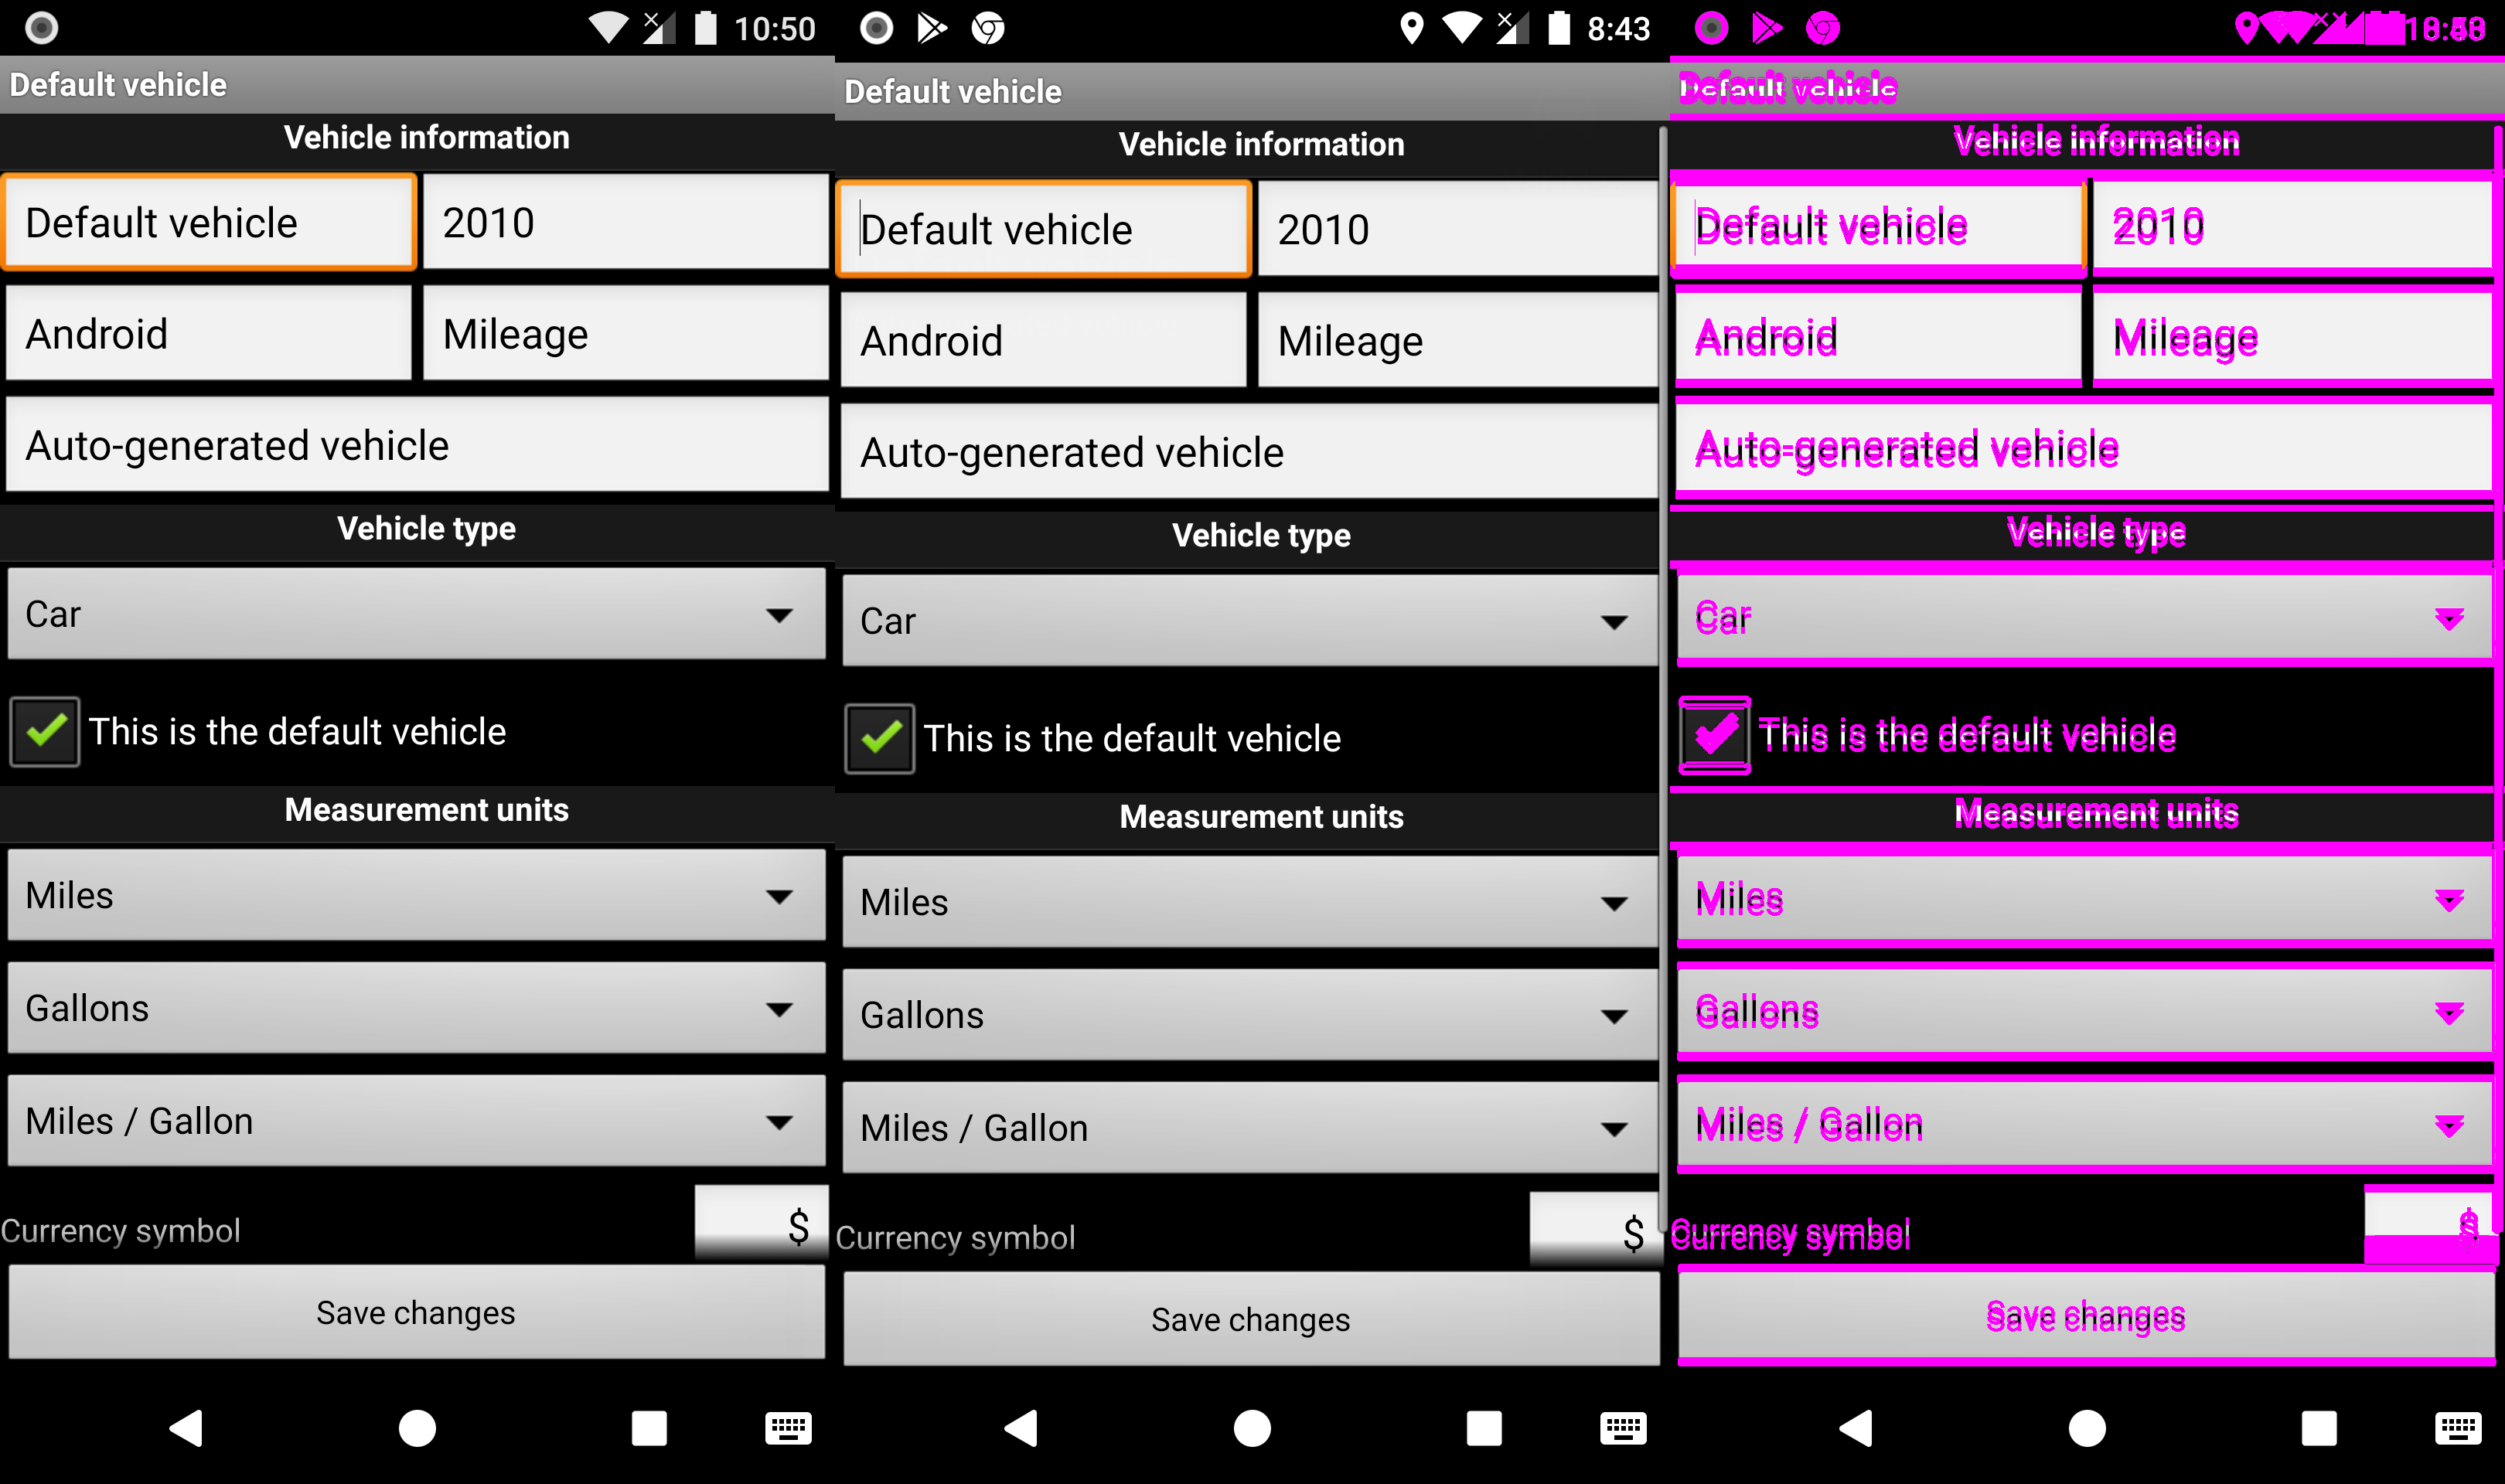 10:50
Default vehicle
Vehicle information
Default vehicle
2010
Android
Mileage
Auto-generated vehicle
Vehicle type
Car
This is the default vehicle
Measurement units
Miles
Gallons
Miles / Gallon
Currency symbol
$
Save changes
8:43
Default vehicle
Vehicle information
Default vehicle
2010
Android
Mileage
Auto-generated vehicle
Vehicle type
Car
This is the default vehicle
Measurement units
Miles
Gallons
Miles / Gallon
Currency symbol
$
Save changes
Default vehicle
Vehicle information
Default vehicle
2010
Android
Mileage
Auto-generated vehicle
Vehicle type
Car
This is the default vehicle
Measurement units
Miles
Gallons
Miles / Gallon
Currency symbol
$
Save changes